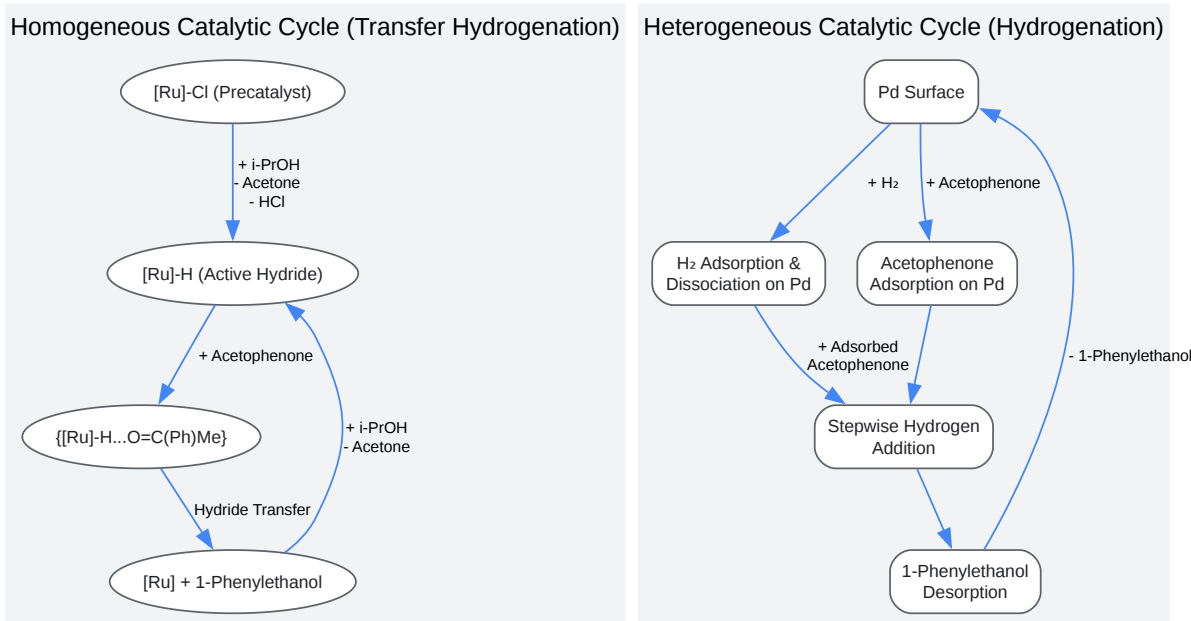 Homogeneous Catalytic Cycle (Transfer Hydrogenation)
[Ru]-Cl (Precatalyst)
+ i-PrOH
- Acetone
- HCl
[Ru]-H (Active Hydride)
+ Acetophenone
{[Ru]-H...O=C(Ph)Me}
+ i-PrOH
- Acetone
Hydride Transfer
[Ru] + 1-Phenylethanol
Heterogeneous Catalytic Cycle (Hydrogenation)
Pd Surface
+ H₂
+ Acetophenone
H₂ Adsorption &
Dissociation on Pd
Acetophenone
Adsorption on Pd
+ Adsorbed
Acetophenone
- 1-Phenylethanol
Stepwise Hydrogen
Addition
1-Phenylethanol
Desorption